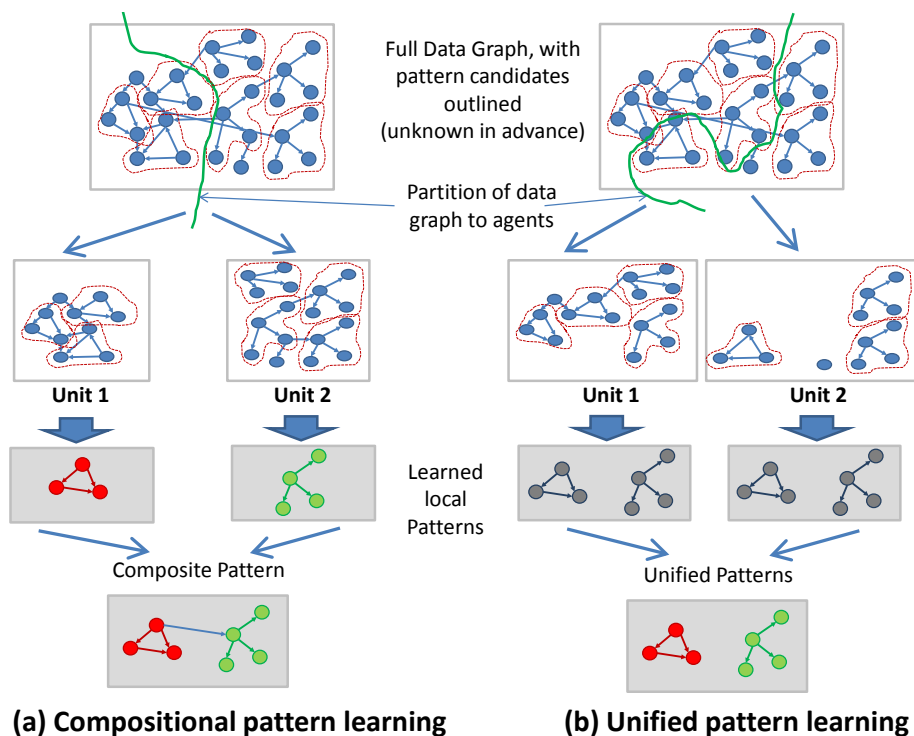 Full Data Graph, with
pattern candidates
outlined
(unknown in advance)
Partition of data
graph to agents
Unit 1
Unit 2
Unit 1
Unit 2
Learned
local
Patterns
Composite Pattern
Unified Patterns
(a) Compositional pattern learning
(b) Unified pattern learning